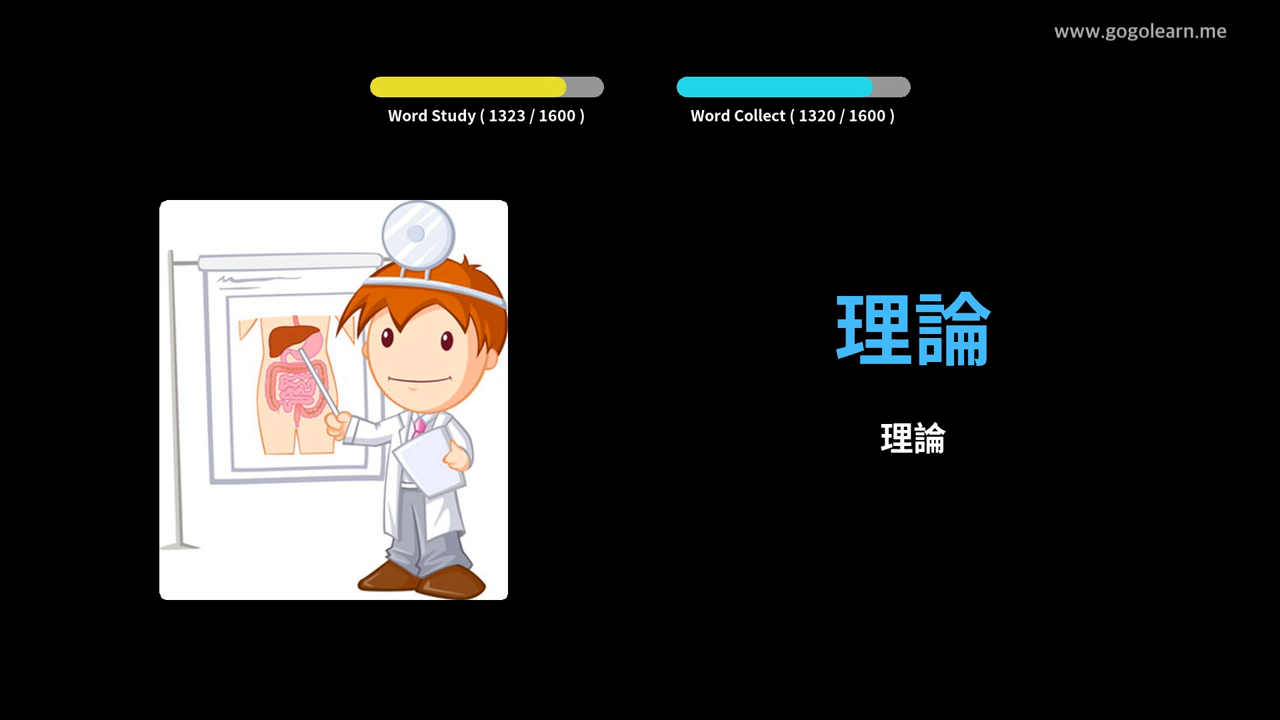 www.gogolearn.me
Word Study ( 1323 / 1600 )
Word Collect ( 1320 / 1600 )
理論
理論